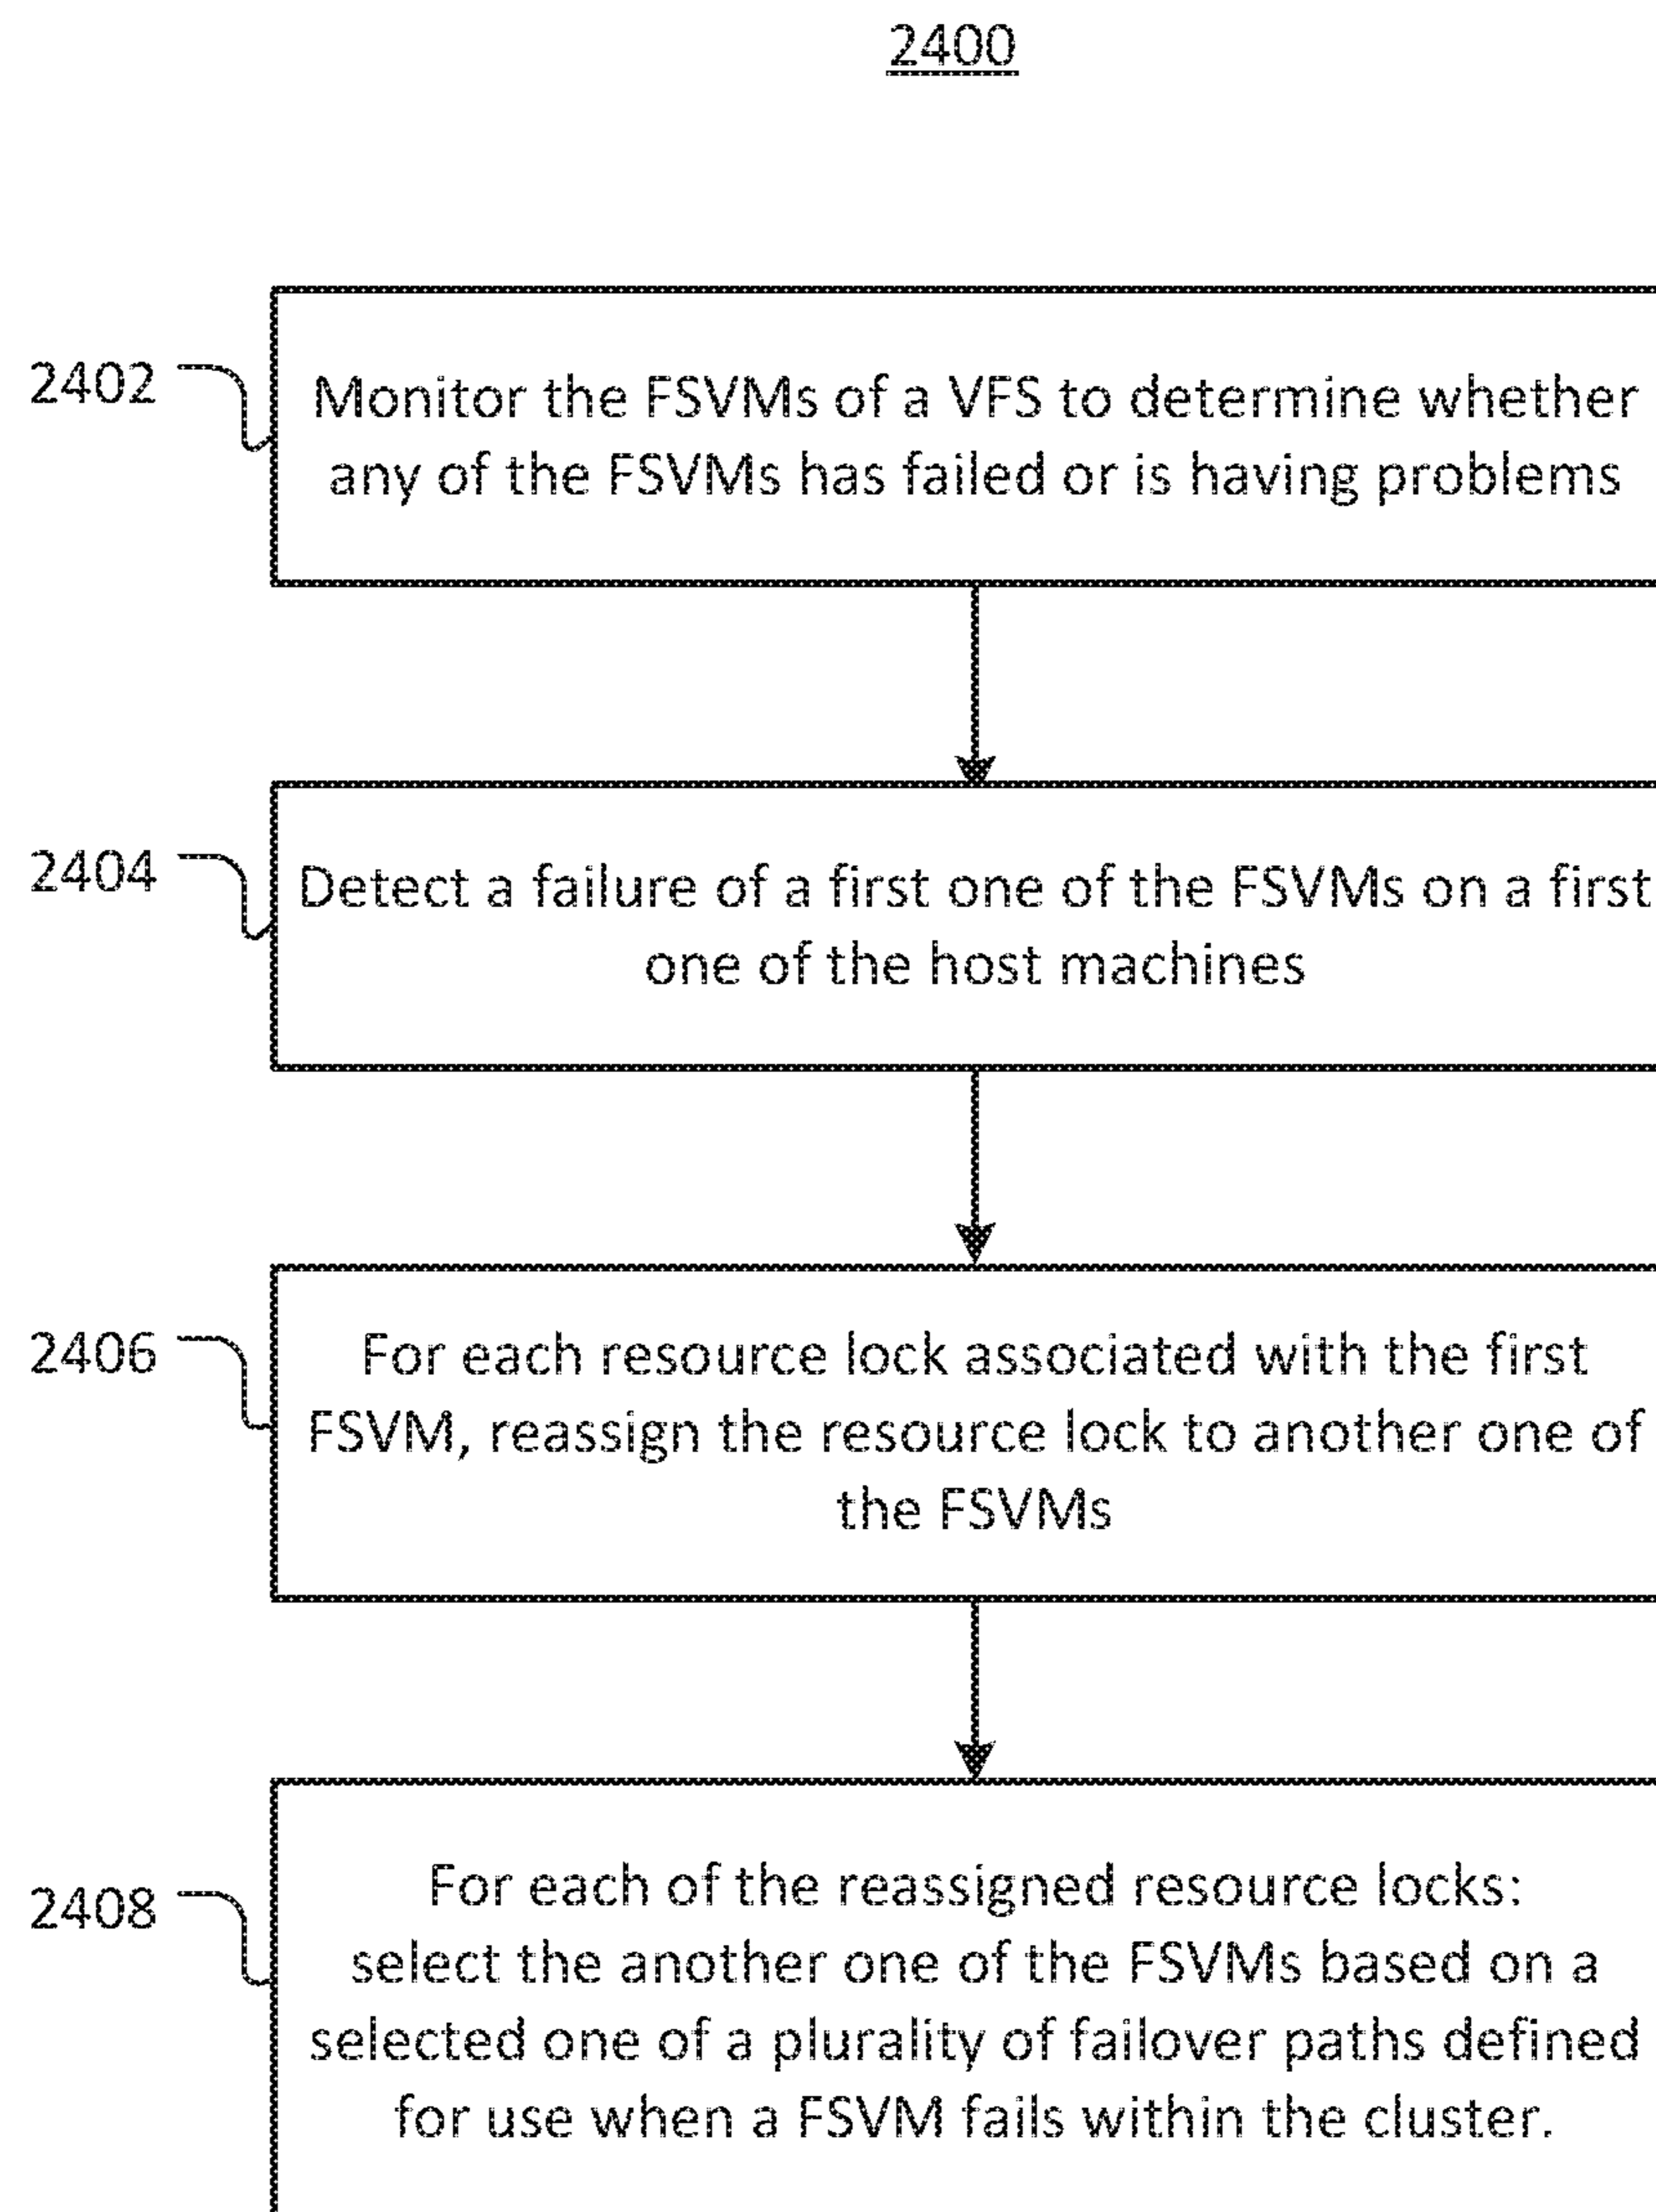 2400
2402
Monitor the FSVMs of a VFS to determine whether
any of the FSVMs has failed or is having problems
2404
Detect a failure of a first one of the FSVMs on a first
one of the host machines
2406
For each resource lock associated with the first
FSVM, reassign the resource lock to another one of
the FSVMs
2408
For each of the reassigned resource locks:
select the another one of the FSVMs based on a
selected one of a plurality of failover paths defined
for use when a FSVM fails within the cluster.